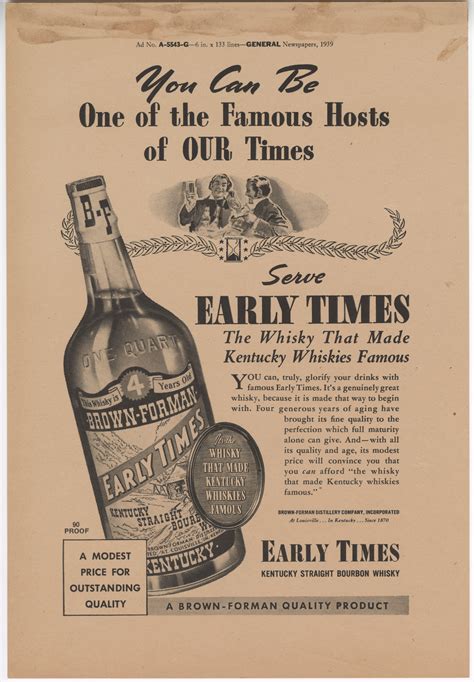 Ad No. A-5543-G—6 in. x 133 lines—GENERAL Newspapers, 1939
You Can Be
One of the Famous Hosts
of OUR Times
Serve
EARLY TIMES
The Whisky That Made
Kentucky Whiskies Famous
YOU can, truly, glorify your drinks with
famous Early Times. It's a genuinely great
whisky, because it is made that way to begin
with. Four generous years of aging have
brought its fine quality to the
perfection which full maturity
alone can give. And—with all
its quality and age, its modest
price will convince you that
you can afford "the whisky
that made Kentucky whiskies
famous."
BROWN-FORMAN DISTILLERY COMPANY, INCORPORATED
At Louisville . . . In Kentucky . . . Since 1870
EARLY TIMES
KENTUCKY STRAIGHT BOURBON WHISKY
B-F
ONE QUART
This Whisky is 4 Years Old
BROWN-FORMAN
EARLY TIMES
KENTUCKY STRAIGHT BOURBON
KENTUCKY
It's the
WHISKY
THAT MADE
KENTUCKY
WHISKIES
FAMOUS
90
PROOF
A MODEST
PRICE FOR
OUTSTANDING
QUALITY
A BROWN-FORMAN QUALITY PRODUCT